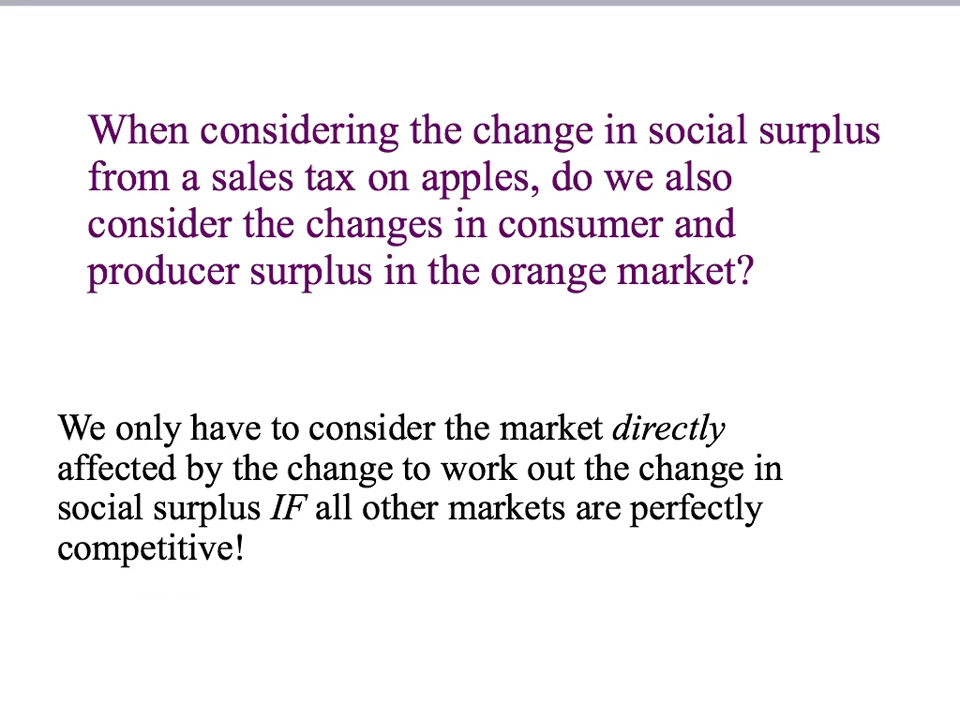 When considering the change in social surplus
from a sales tax on apples, do we also
consider the changes in consumer and
producer surplus in the orange market?
We only have to consider the market directly
affected by the change to work out the change in
social surplus IF all other markets are perfectly
competitive!